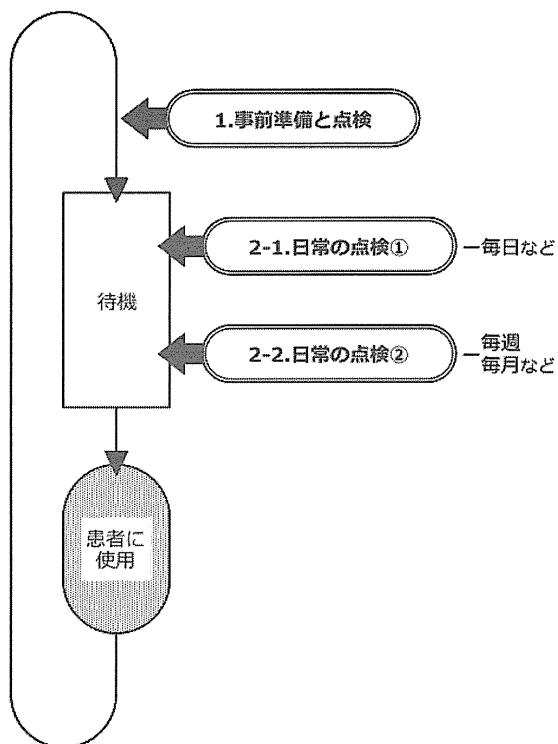 1.事前準備と点検
2-1.日常の点検①
毎日など
待機
2-2.日常の点検②
毎週
毎月など
患者に
使用